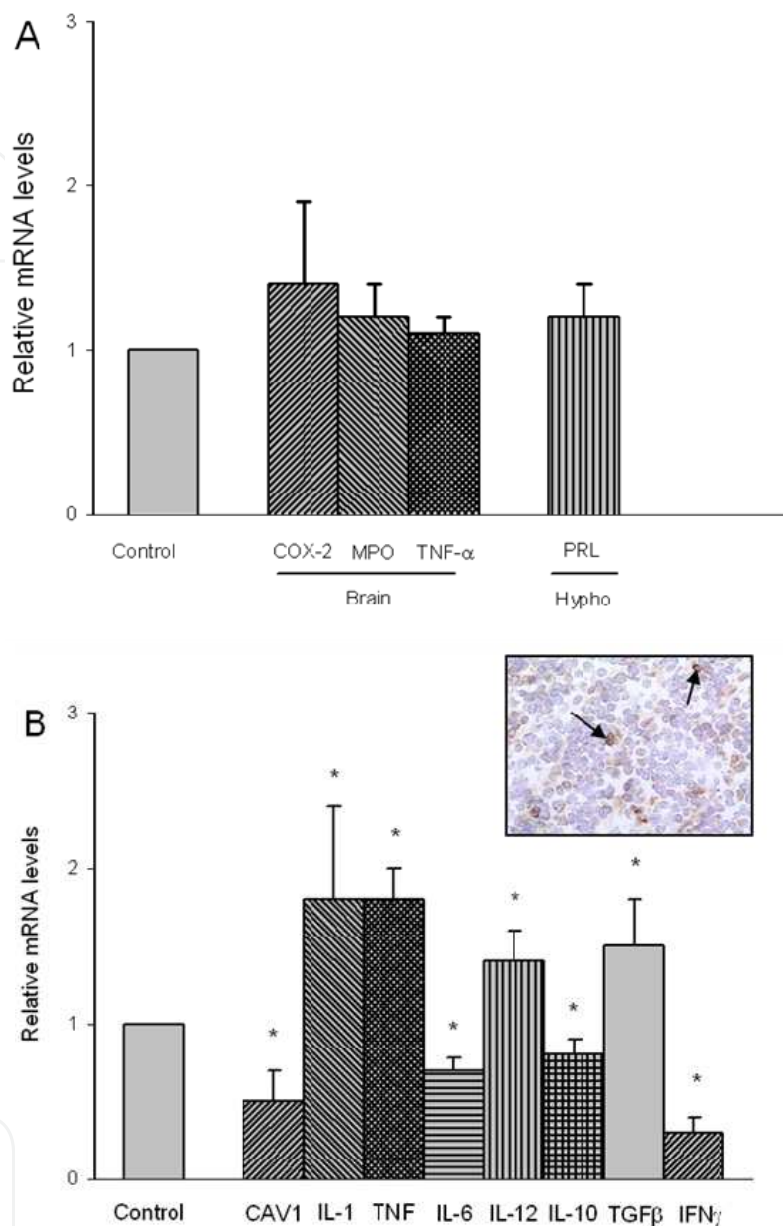 A
Relative mRNA levels
3
2
1
0
Control
COX-2 MPO TNF-α
Brain
PRL
Hypho
B
Relative mRNA levels
3
2
1
0
*
*
*
*
*
*
*
*
Control CAV1 IL-1 TNF IL-6 IL-12 IL-10 TGFβ IFNγ